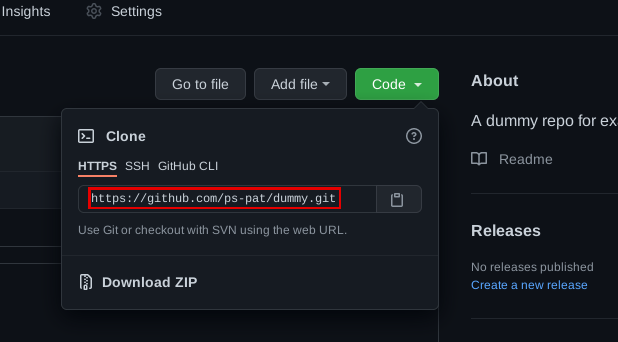 Insights
Settings
Go to file
Add file
Code
About
Clone
A dummy repo for ex
HTTPS SSH GitHub CLI
Readme
https://github.com/ps-pat/dummy.git
Use Git or checkout with SVN using the web URL.
Releases
No releases published
Download ZIP
Create a new release